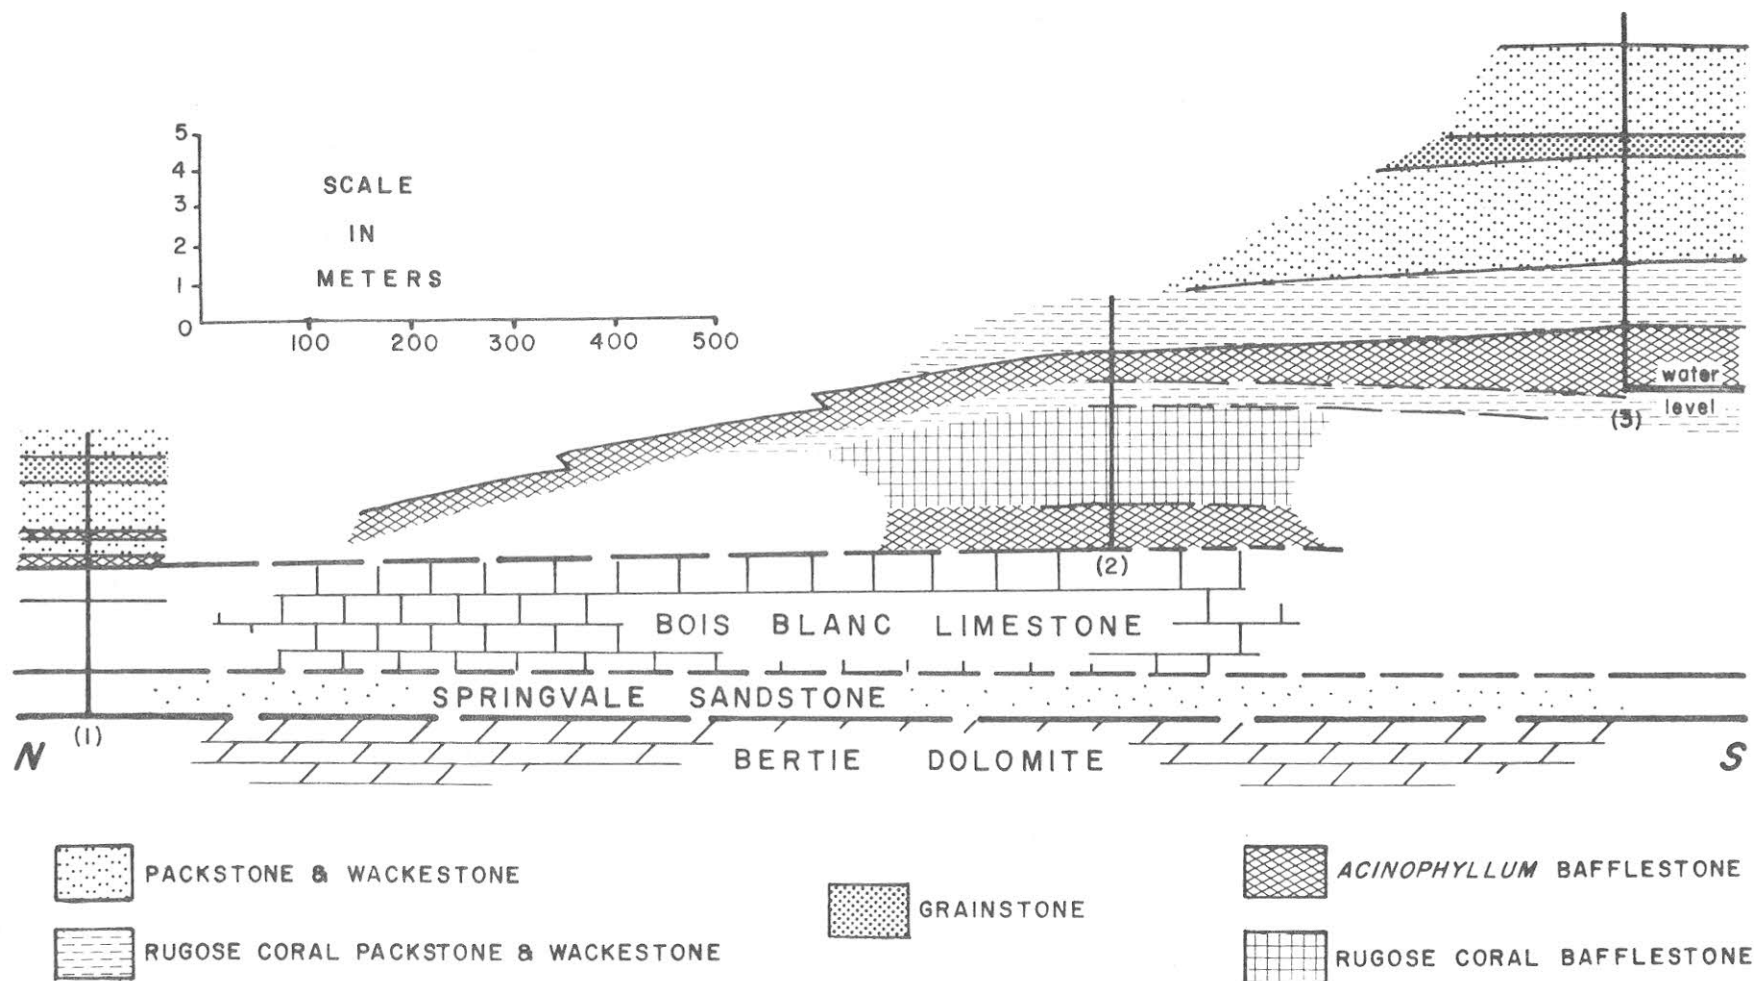 5
4
3
2
1
0
SCALE
IN
METERS
100 200 300 400 500
water
level
(3)
(2)
BOIS BLANC LIMESTONE
SPRINGVALE SANDSTONE
(1)
N
BERTIE DOLOMITE
S
PACKSTONE & WACKESTONE
GRAINSTONE
ACINOPHYLLUM BAFFLESTONE
RUGOSE CORAL PACKSTONE & WACKESTONE
RUGOSE CORAL BAFFLESTONE